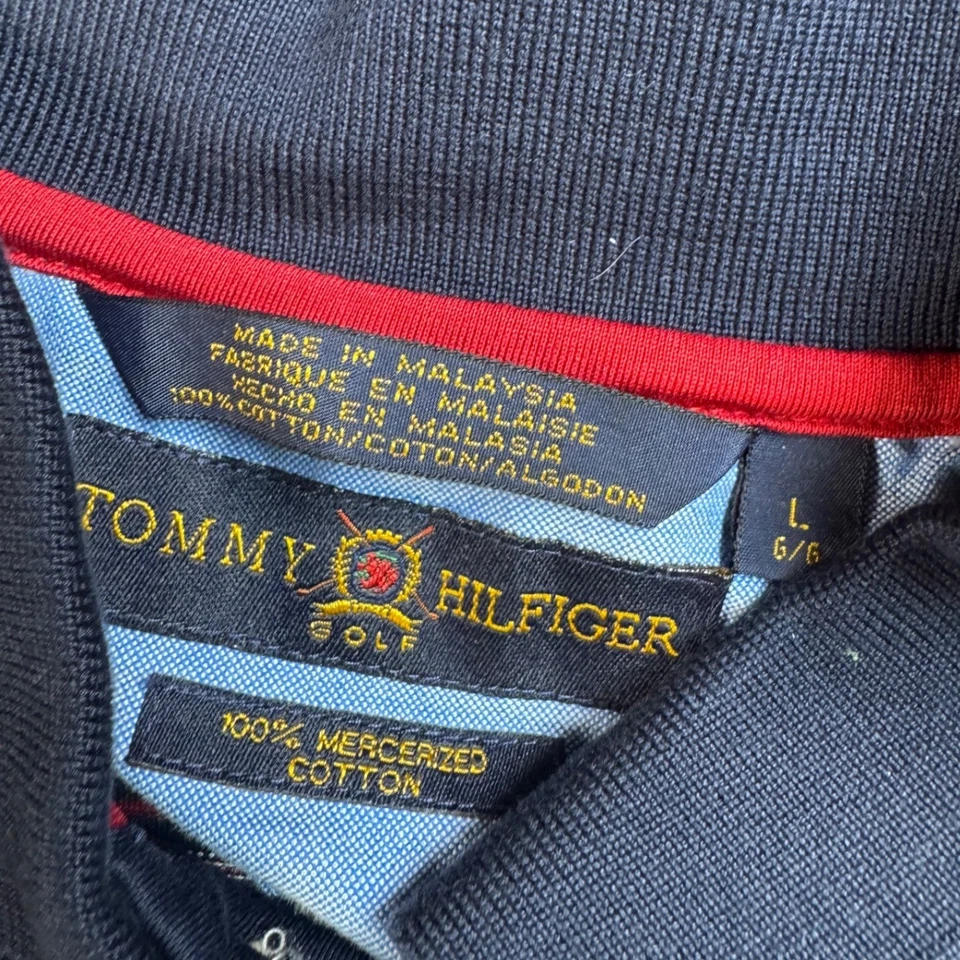 MADE IN MALAYSIA
FABRIQUE EN MALAISIE
HECHO EN MALASIA
100% COTTON/COTON/ALGODON
L
G/G
TOMMY HILFIGER
GOLF
100% MERCERIZED
COTTON